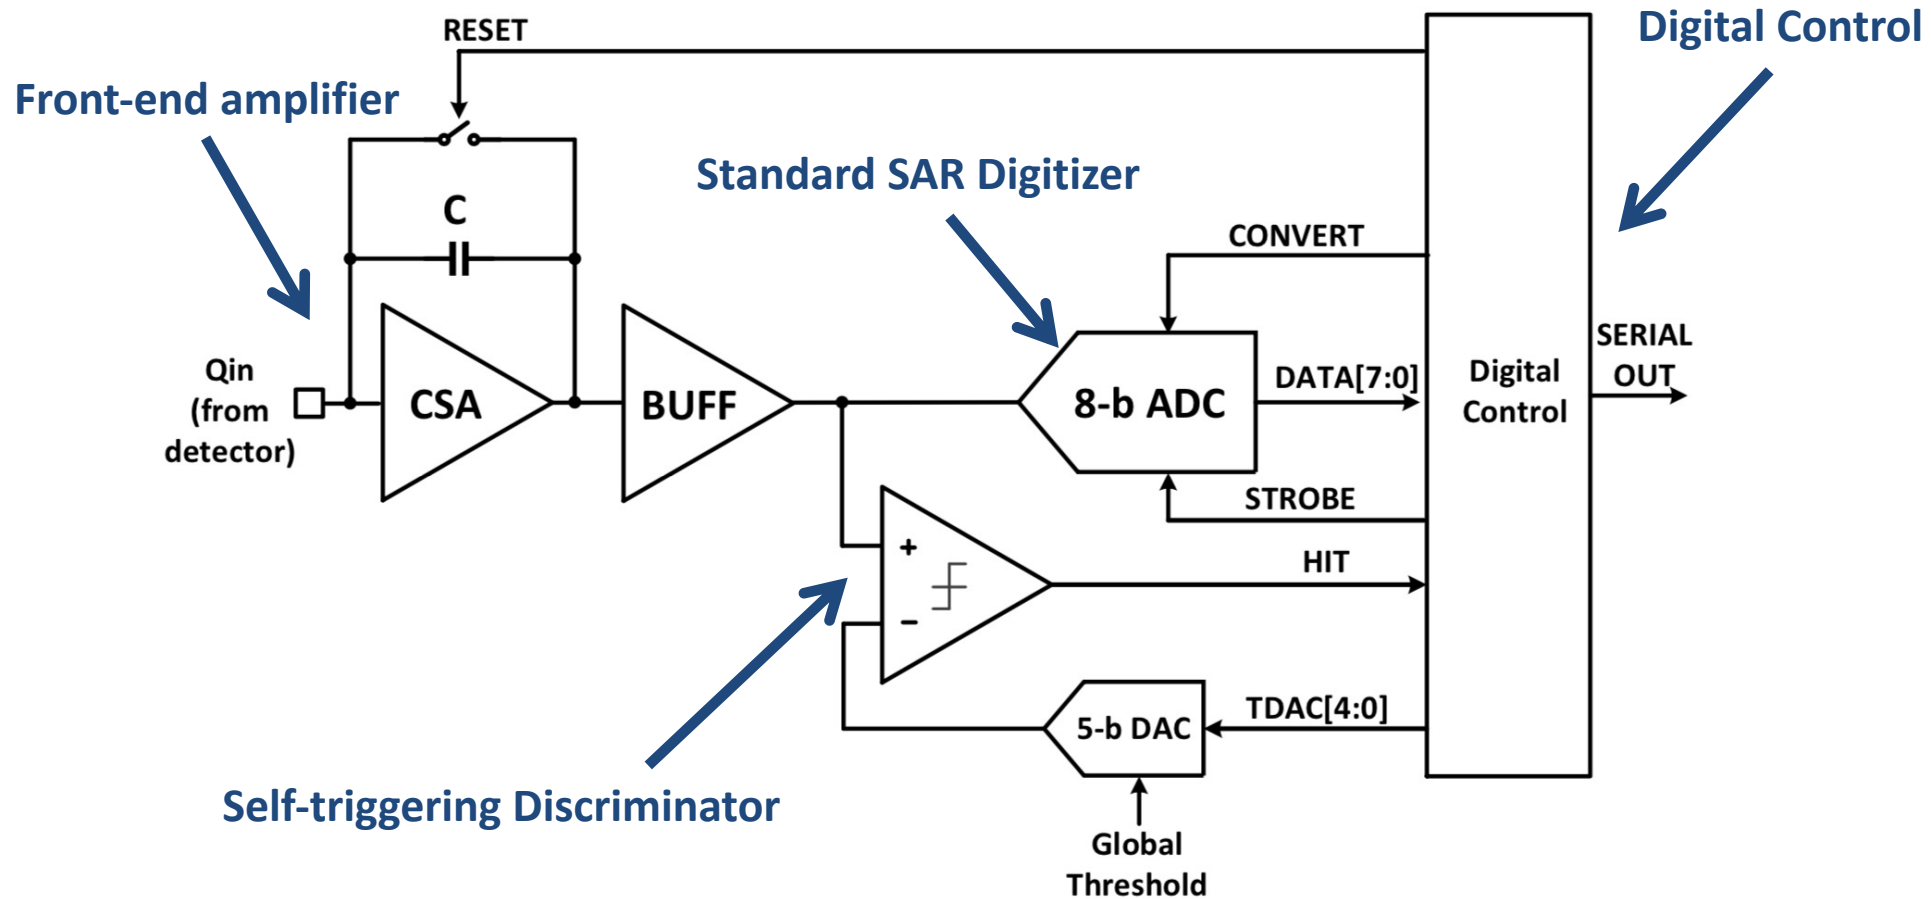 RESET
Digital Control
Front-end amplifier
Standard SAR Digitizer
C
CONVERT
Qin
(from
detector)
CSA
BUFF
8-b ADC
DATA[7:0]
Digital
Control
SERIAL
OUT
STROBE
+
HIT
−
5-b DAC
TDAC[4:0]
Self-triggering Discriminator
Global
Threshold